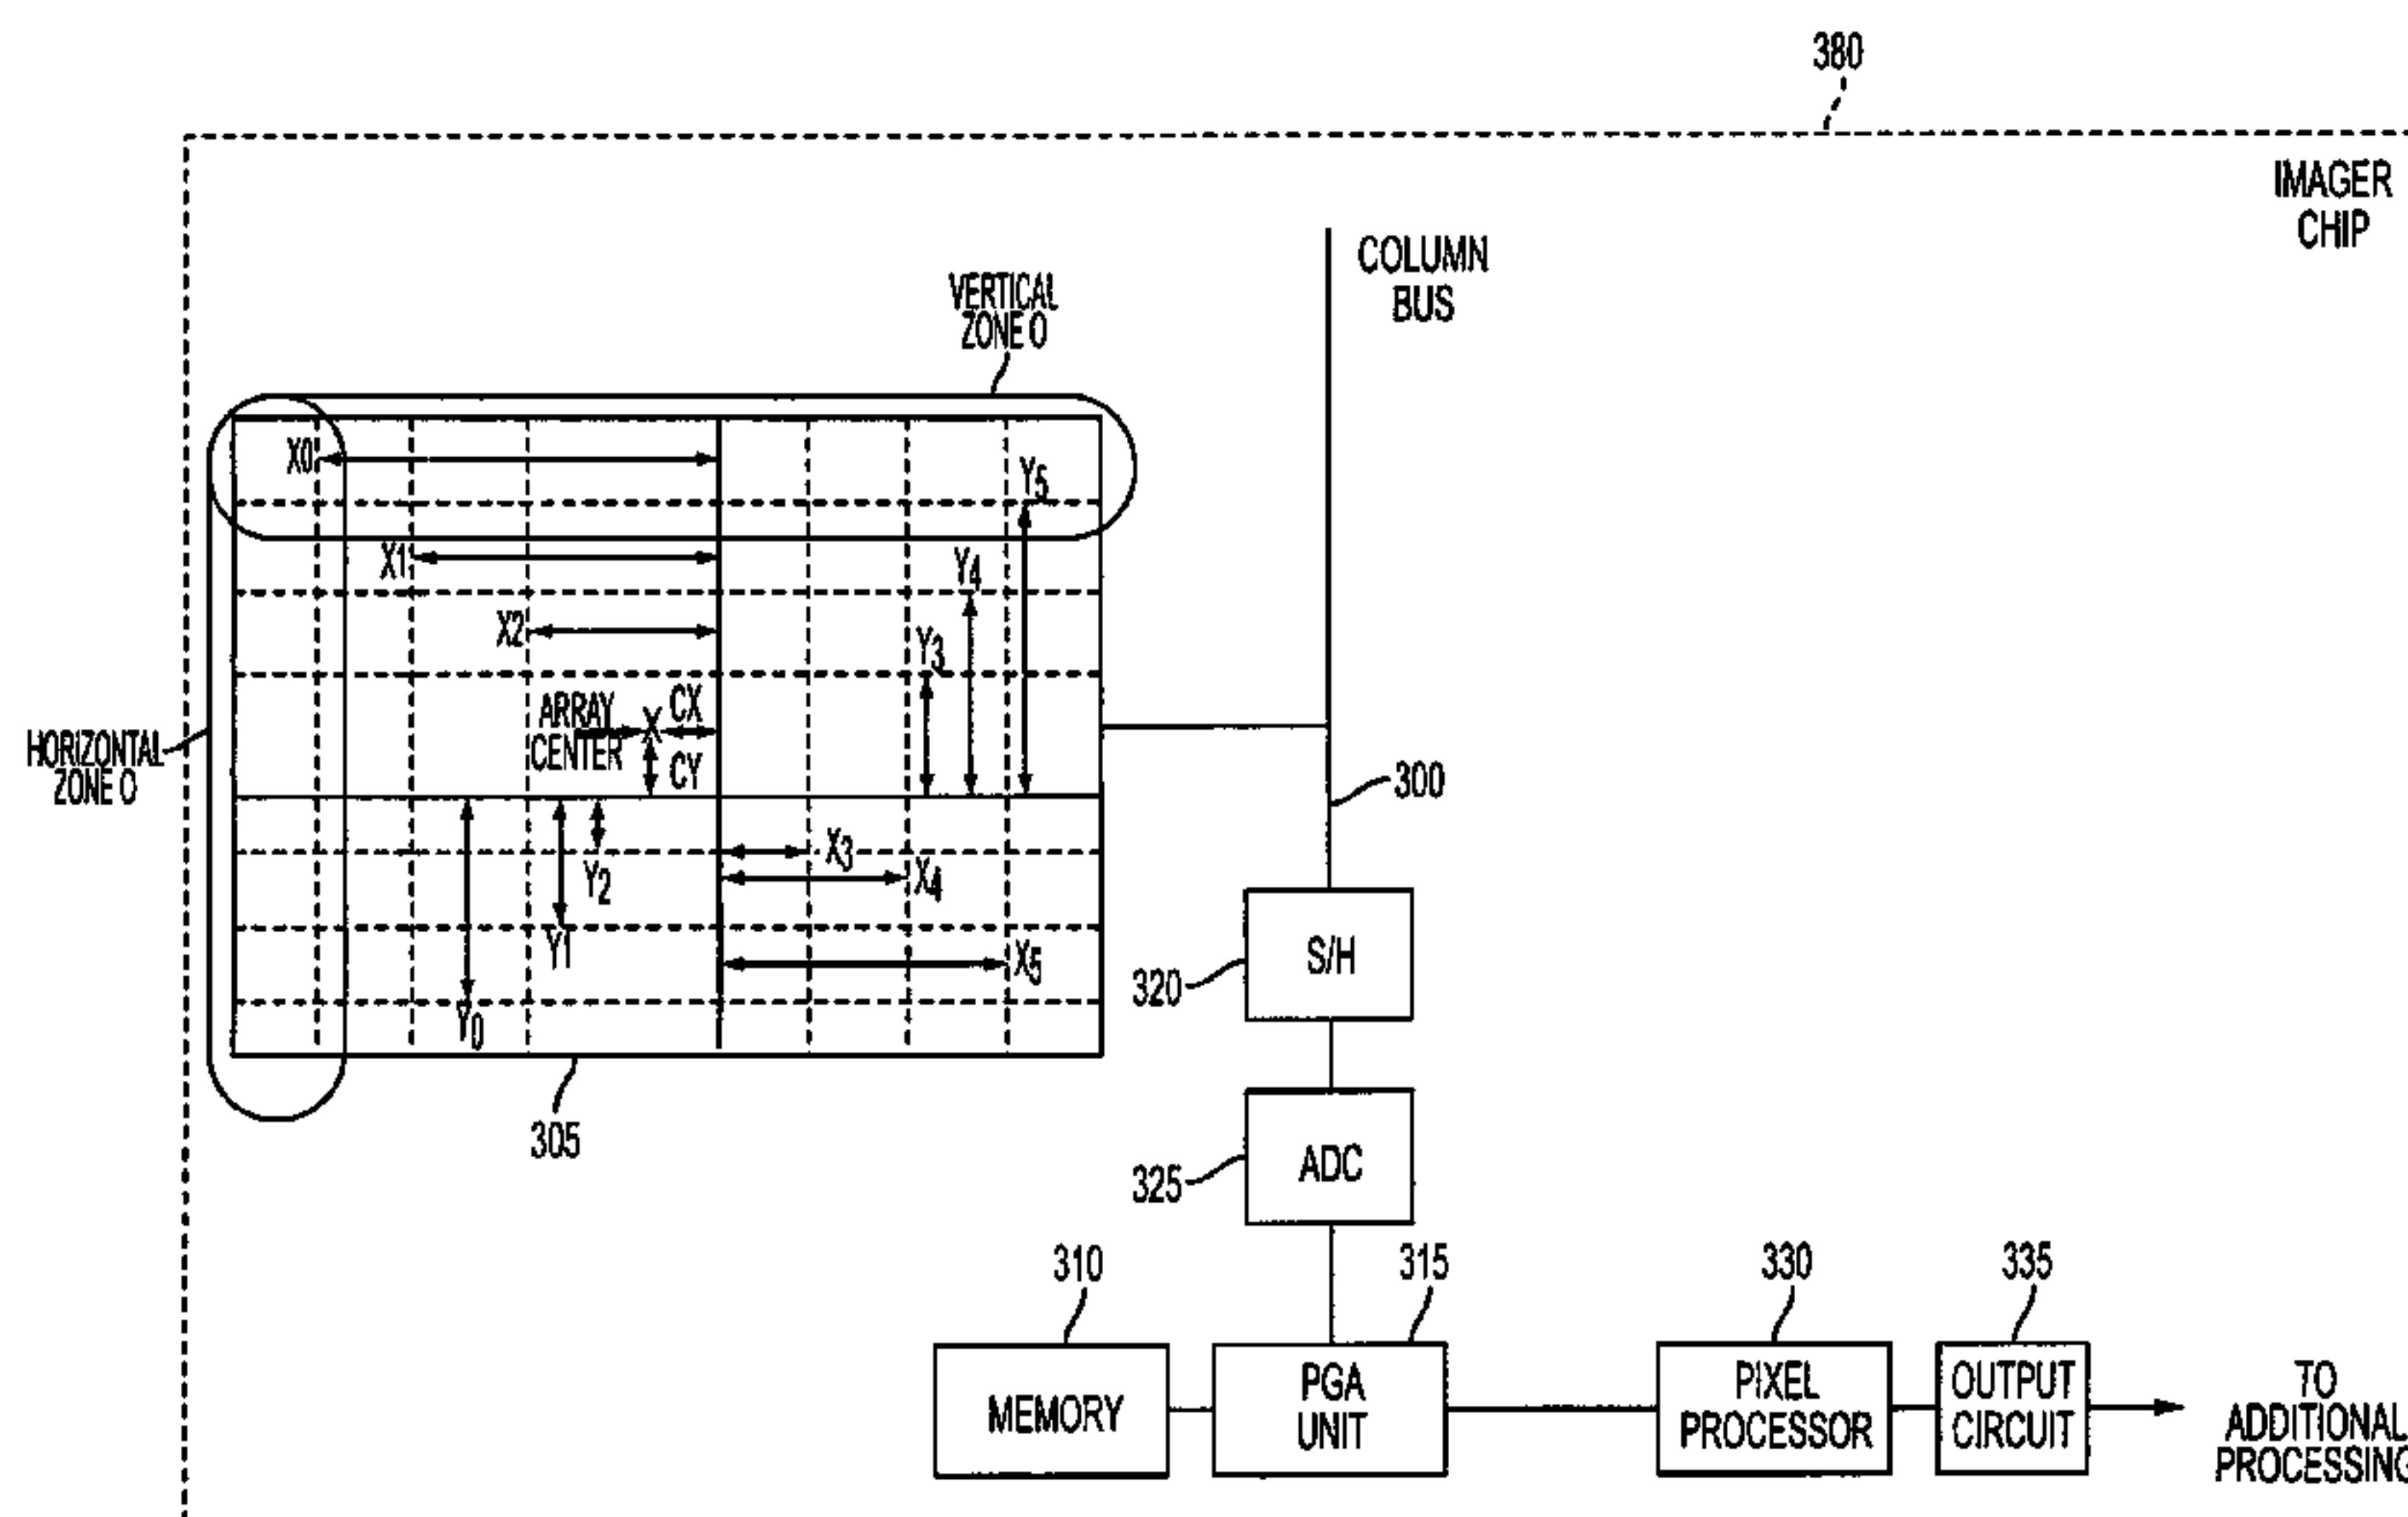 380
IMAGER
CHIP
COLUMN
BUS
VERTICAL
ZONE 0
X0
Y5
X1
Y4
X2
Y3
ARRAY
CENTER
X
CX
CY
HORIZONTAL
ZONE 0
300
X3
Y2
X4
Y1
X5
Y0
S/H
320
305
ADC
325
310
315
330
335
MEMORY
PGA
UNIT
PIXEL
PROCESSOR
OUTPUT
CIRCUIT
TO
ADDITIONAL
PROCESSING